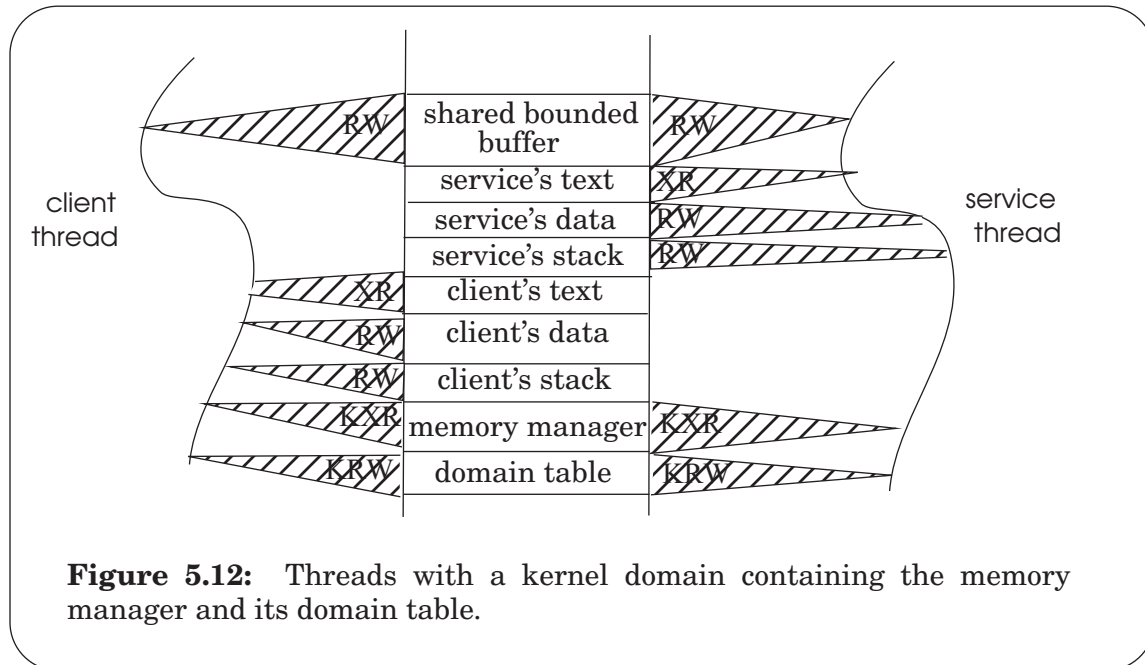 RW
shared bounded
buffer
RW
service's text
XR
client
thread
service's data
RW
service
thread
service's stack
RW
XR
client's text
RW
client's data
RW
client's stack
KXR
memory manager
KXR
KRW
domain table
KRW
Figure 5.12: Threads with a kernel domain containing the memory
manager and its domain table.